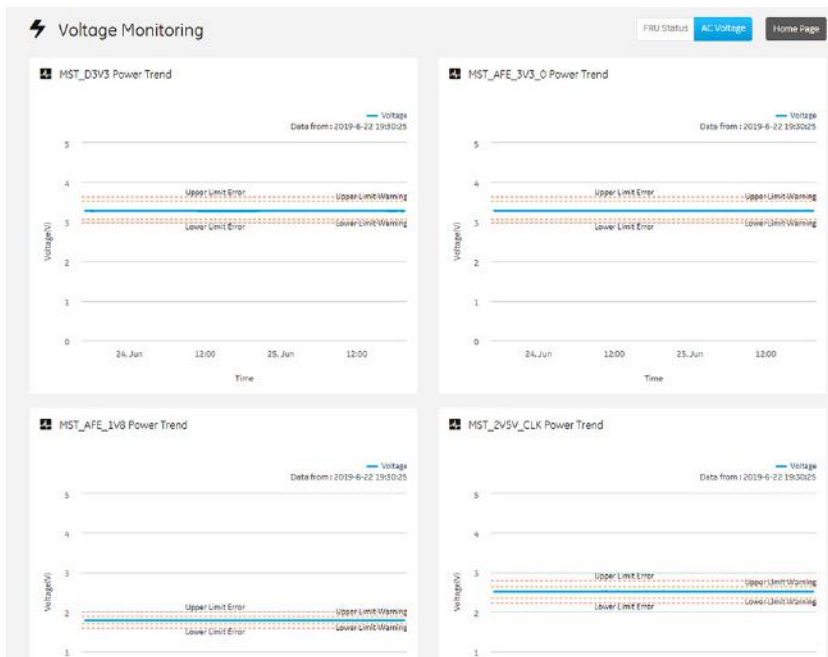 Voltage Monitoring
FRU Status
AC Voltage
Home Page
MST_D3V3 Power Trend
Voltage
Data from : 2019-6-22 19:30:25
5
4
Upper Limit Error
Upper Limit Warning
3
Lower Limit Error
Lower Limit Warning
2
1
0
Voltage(V)
24. Jun
12:00
25. Jun
12:00
Time
MST_AFE_3V3_0 Power Trend
Voltage
Data from : 2019-6-22 19:30:25
5
4
Upper Limit Error
Upper Limit Warning
3
Lower Limit Error
Lower Limit Warning
2
1
0
Voltage(V)
24. Jun
12:00
25. Jun
12:00
Time
MST_AFE_1V8 Power Trend
Voltage
Data from : 2019-6-22 19:30:25
5
4
3
Upper Limit Error
Upper Limit Warning
2
Lower Limit Error
Lower Limit Warning
1
Voltage(V)
MST_2V5V_CLK Power Trend
Voltage
Data from : 2019-6-22 19:30:25
5
4
3
Upper Limit Error
Upper Limit Warning
Lower Limit Error
Lower Limit Warning
2
1
Voltage(V)